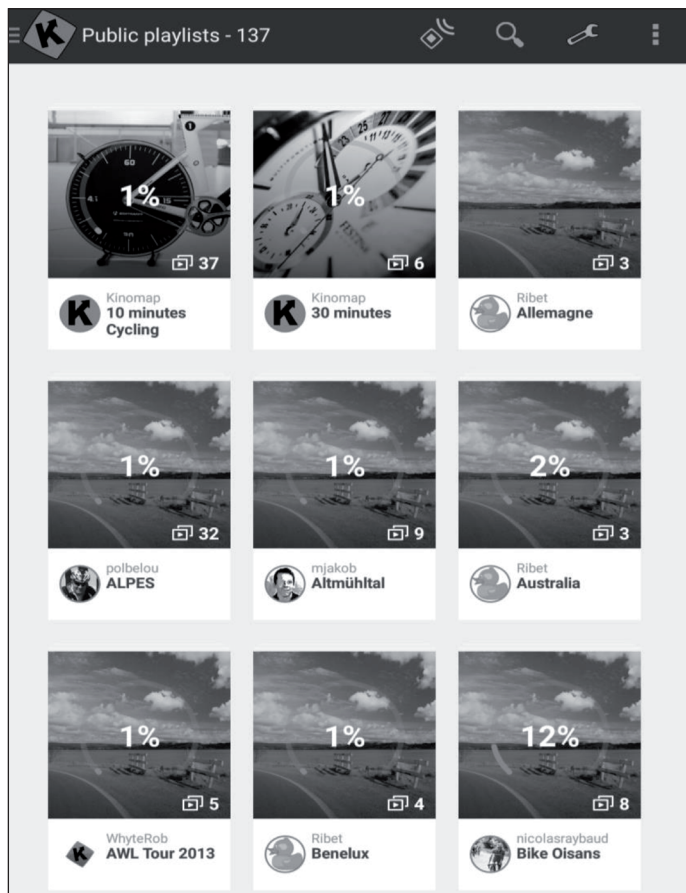 Public playlists - 137
1%
37
Kinomap
10 minutes
Cycling
1%
6
Kinomap
30 minutes
3
Ribet
Allemagne
1%
32
polbelou
ALPES
1%
9
mjakob
Altmühltal
2%
3
Ribet
Australia
1%
5
WhyteRob
AWL Tour 2013
1%
4
Ribet
Benelux
12%
8
nicolasraybaud
Bike Oisans